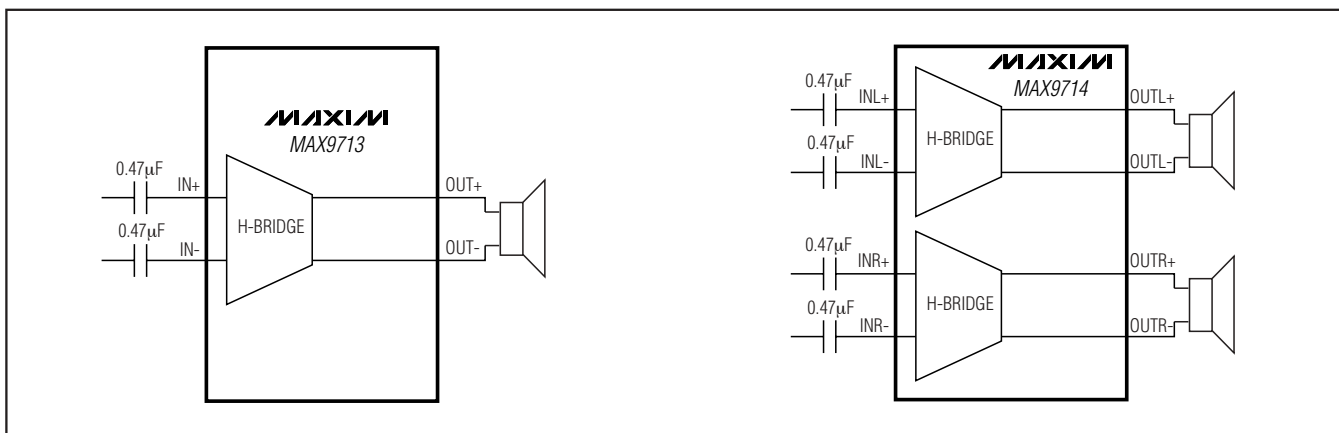 MAXIM
MAX9713
0.47µF
IN+
H-BRIDGE
OUT+
0.47µF
IN-
OUT-
MAXIM
MAX9714
0.47µF
INL+
OUTL+
H-BRIDGE
0.47µF
INL-
OUTL-
0.47µF
INR+
OUTR+
H-BRIDGE
0.47µF
INR-
OUTR-